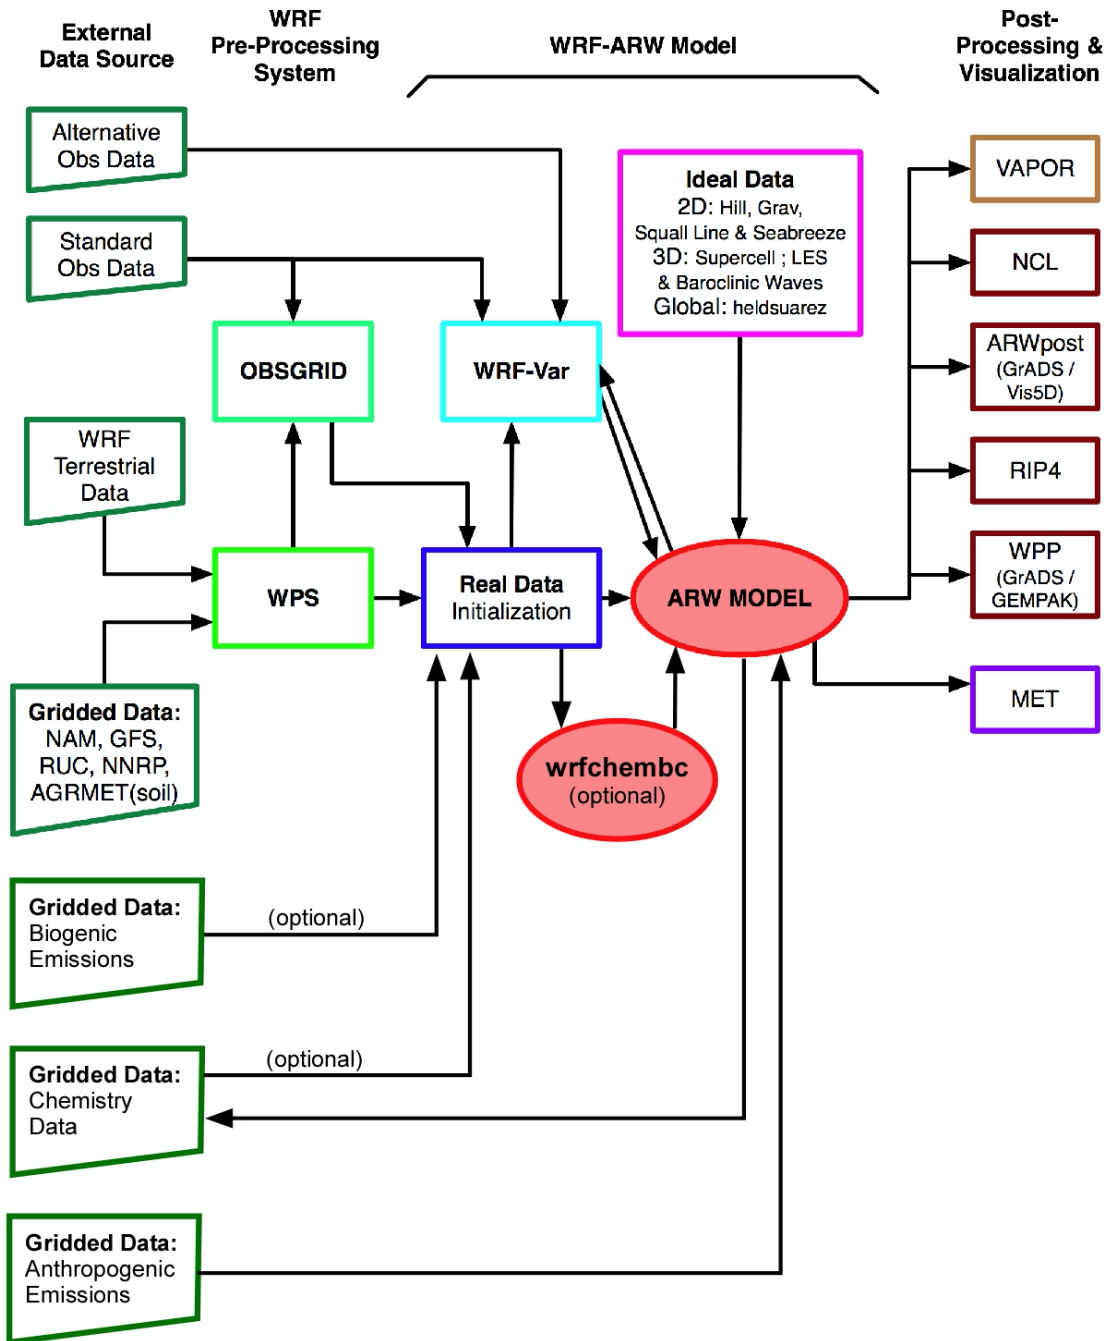 External
Data Source
WRF
Pre-Processing
System
WRF-ARW Model
Post-
Processing &
Visualization
Alternative
Obs Data
Standard
Obs Data
Ideal Data
2D: Hill, Grav,
Squall Line & Seabreeze
3D: Supercell ; LES
& Baroclinic Waves
Global: heldsuarez
VAPOR
NCL
OBSGRID
WRF-Var
ARWpost
(GrADS /
Vis5D)
WRF
Terrestrial
Data
RIP4
WPS
Real Data
Initialization
ARW MODEL
WPP
(GrADS /
GEMPAK)
MET
Gridded Data:
NAM, GFS,
RUC, NNRP,
AGRMET(soil)
wrfchembc
(optional)
Gridded Data:
Biogenic
Emissions
(optional)
Gridded Data:
Chemistry
Data
(optional)
Gridded Data:
Anthropogenic
Emissions